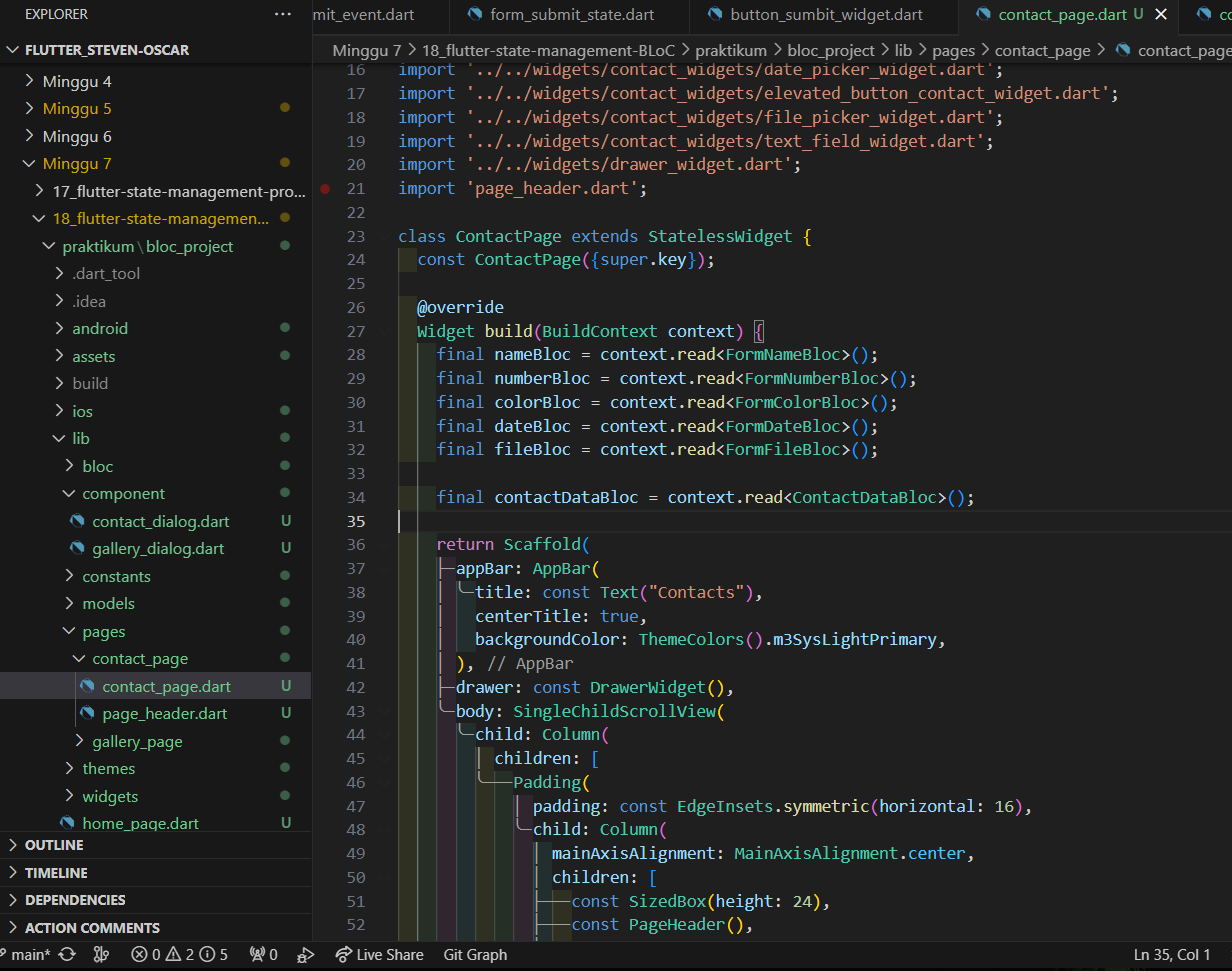 EXPLORER
FLUTTER_STEVEN-OSCAR
Minggu 4
Minggu 5
Minggu 6
Minggu 7
17_flutter-state-management-pro...
18_flutter-state-managemen...
praktikum\bloc_project
.dart_tool
.idea
android
assets
build
ios
lib
bloc
component
contact_dialog.dart U
gallery_dialog.dart U
constants
models
pages
contact_page
contact_page.dart U
page_header.dart U
gallery_page
themes
widgets
home_page.dart U
OUTLINE
TIMELINE
DEPENDENCIES
ACTION COMMENTS
mit_event.dart form_submit_state.dart button_sumbit_widget.dart contact_page.dart U
Minggu 7 > 18_flutter-state-management-BLoC > praktikum > bloc_project > lib > pages > contact_page > contact_page
16 import '../../widgets/contact_widgets/date_picker_widget.dart';
17 import '../../widgets/contact_widgets/elevated_button_contact_widget.dart';
18 import '../../widgets/contact_widgets/file_picker_widget.dart';
19 import '../../widgets/contact_widgets/text_field_widget.dart';
20 import '../../widgets/drawer_widget.dart';
21 import 'page_header.dart';
22
23 class ContactPage extends StatelessWidget {
24 const ContactPage({super.key});
25
26 @override
27 Widget build(BuildContext context) {
28 final nameBloc = context.read<FormNameBloc>();
29 final numberBloc = context.read<FormNumberBloc>();
30 final colorBloc = context.read<FormColorBloc>();
31 final dateBloc = context.read<FormDateBloc>();
32 final fileBloc = context.read<FormFileBloc>();
33
34 final contactDataBloc = context.read<ContactDataBloc>();
35
36 return Scaffold(
37 appBar: AppBar(
38 title: const Text("Contacts"),
39 centerTitle: true,
40 backgroundColor: ThemeColors().m3SysLightPrimary,
41 ), // AppBar
42 drawer: const DrawerWidget(),
43 body: SingleChildScrollView(
44 child: Column(
45 children: [
46 Padding(
47 padding: const EdgeInsets.symmetric(horizontal: 16),
48 child: Column(
49 mainAxisAlignment: MainAxisAlignment.center,
50 children: [
51 const SizedBox(height: 24),
52 const PageHeader(),
main* 0 2 5 0 Live Share Git Graph Ln 35, Col 1